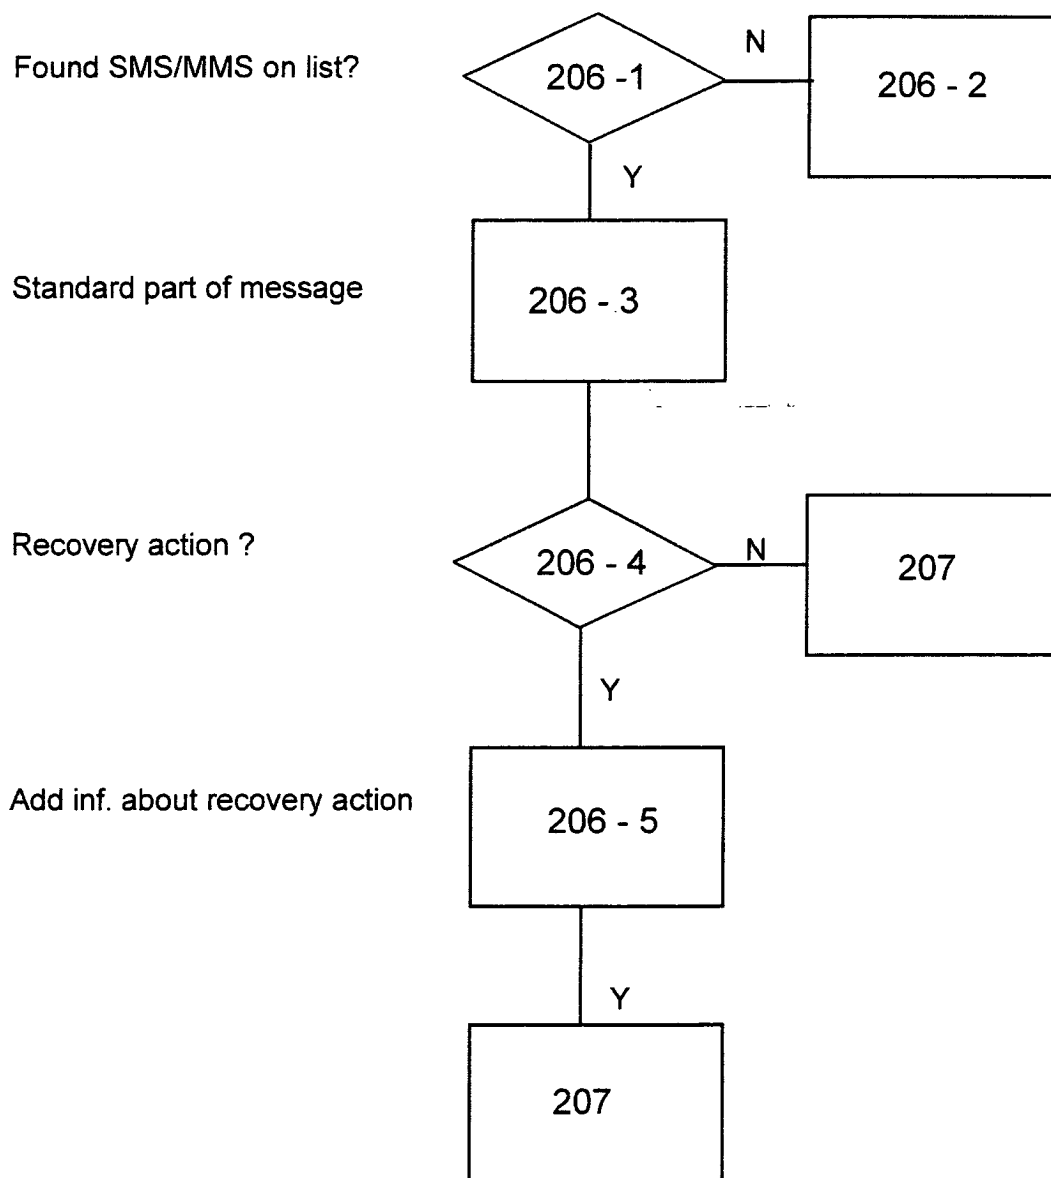 N
Found SMS/MMS on list?
206 -1
206 - 2
Y
Standard part of message
206 - 3
Recovery action ?
206 - 4
N
207
Y
Add inf. about recovery action
206 - 5
Y
207